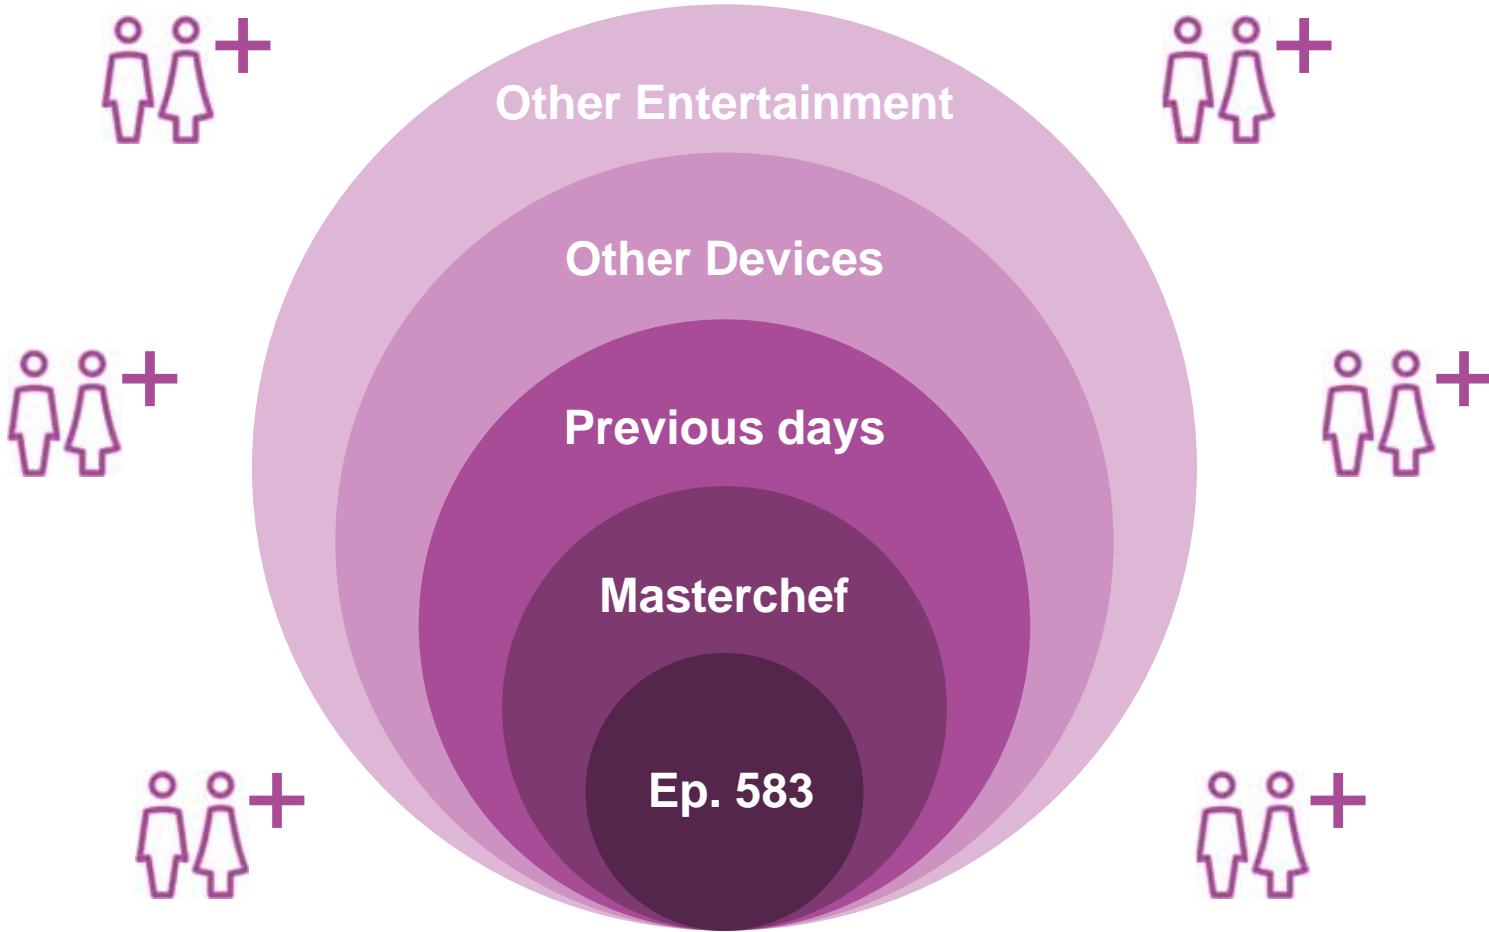 Other Entertainment
Other Devices
Previous days
Masterchef
Ep. 583